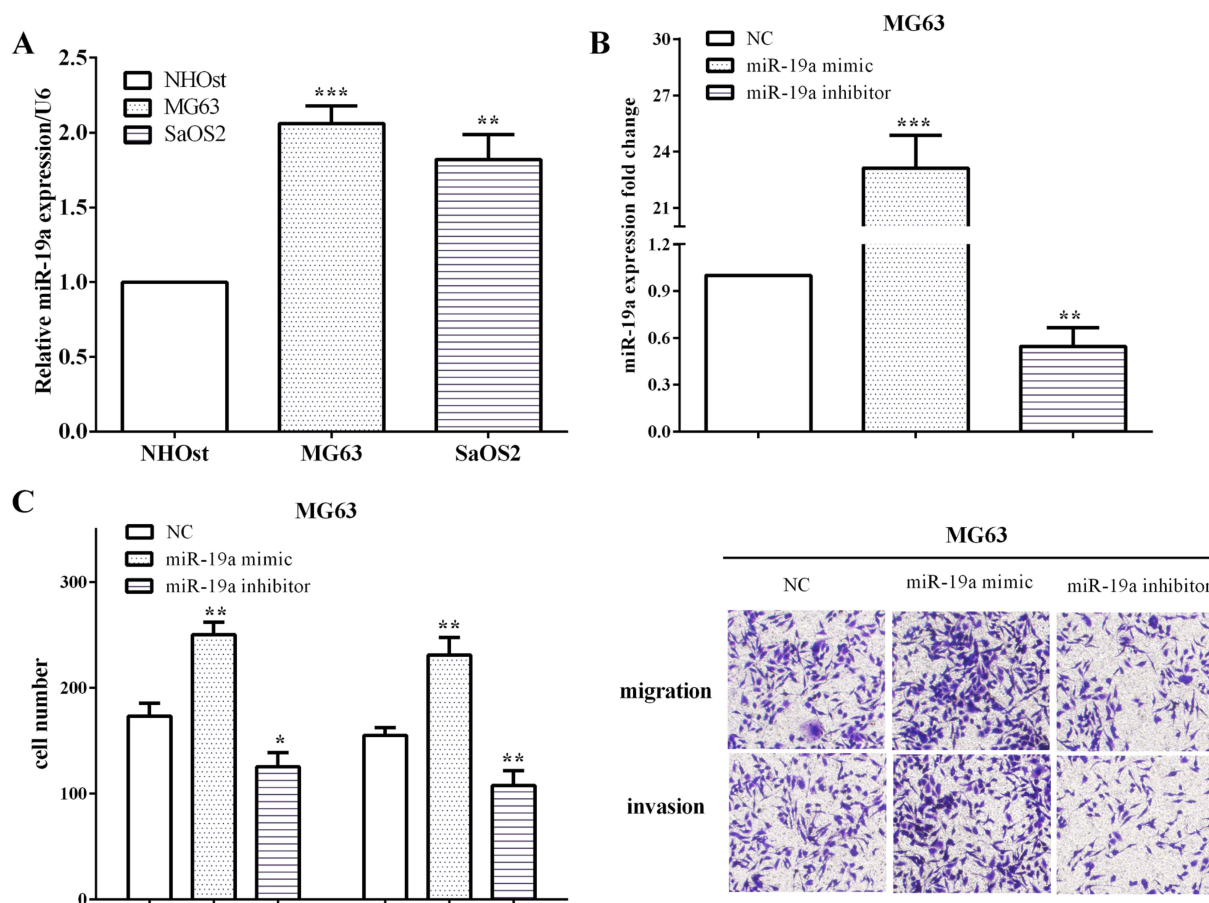 A
Relative miR-19a expression/U6
2.5
2.0
1.5
1.0
0.5
0.0
NHOst
MG63
SaOS2
***
**
NHOst
MG63
SaOS2
B
MG63
miR-19a expression fold change
30
27
24
21
1.2
0.9
0.6
0.3
0.0
NC
miR-19a mimic
miR-19a inhibitor
***
**
C
MG63
cell number
300
200
100
0
NC
miR-19a mimic
miR-19a inhibitor
**
*
**
**
MG63
NC
miR-19a mimic
miR-19a inhibitor
migration
invasion